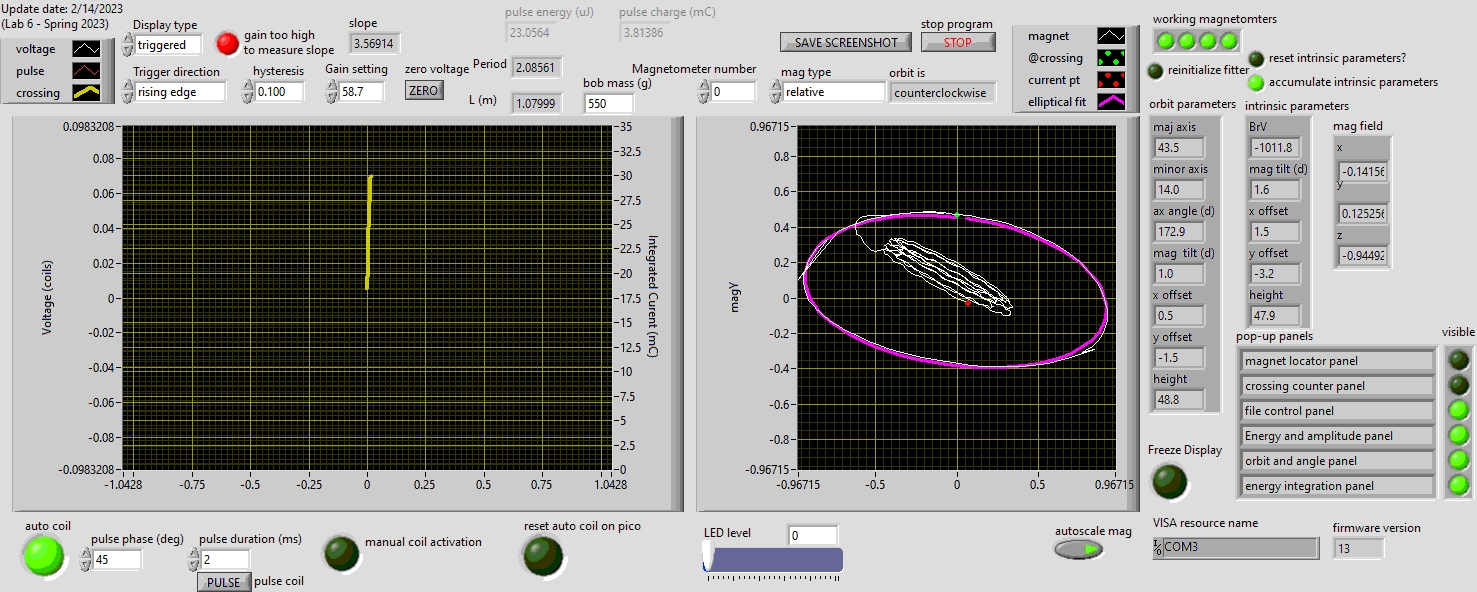 Update date: 2/14/2023
(Lab 6 - Spring 2023)
voltage
pulse
crossing
Display type
triggered
gain too high
to measure slope
slope
3.56914
pulse energy (uJ)
23.0564
pulse charge (mC)
3.81386
Trigger direction
rising edge
hysteresis
0.100
Gain setting
58.7
zero voltage
ZERO
Period
2.08561
L (m)
1.07999
bob mass (g)
550
SAVE SCREENSHOT
stop program
STOP
Magnetometer number
0
mag type
relative
orbit is
counterclockwise
magnet
@crossing
current pt
elliptical fit
working magnetomters
reinitialize fitter
reset intrinsic parameters?
accumulate intrinsic parameters
Voltage (coils)
0.0983208
0.08
0.06
0.04
0.02
0
-0.02
-0.04
-0.06
-0.08
-0.0983208
-1.0428
-0.75
-0.5
-0.25
0
0.25
0.5
0.75
1.0428
35
32.5
30
27.5
25
22.5
20
17.5
15
12.5
10
7.5
5
2.5
0
Integrated Curent (mC)
magY
0.96715
0.8
0.6
0.4
0.2
0
-0.2
-0.4
-0.6
-0.8
-0.96715
-0.96715
-0.5
0
0.5
0.96715
orbit parameters
maj axis
43.5
minor axis
14.0
ax angle (d)
172.9
mag tilt (d)
1.0
x offset
0.5
y offset
-1.5
height
48.8
intrinsic parameters
BrV
-1011.8
mag tilt (d)
1.6
x offset
1.5
y offset
-3.2
height
47.9
mag field
x
-0.14156
y
0.125256
z
-0.94492
pop-up panels
visible
magnet locator panel
crossing counter panel
file control panel
Energy and amplitude panel
orbit and angle panel
energy integration panel
Freeze Display
auto coil
pulse phase (deg)
45
pulse duration (ms)
2
PULSE
pulse coil
manual coil activation
reset auto coil on pico
LED level
0
autoscale mag
VISA resource name
COM3
firmware version
13